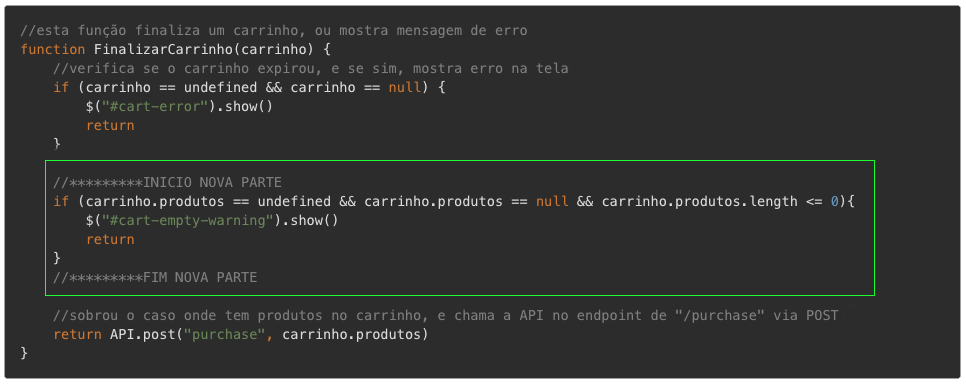 //esta função finaliza um carrinho, ou mostra mensagem de erro
function FinalizarCarrinho(carrinho) {
    //verifica se o carrinho expirou, e se sim, mostra erro na tela
    if (carrinho == undefined && carrinho == null) {
        $("#cart-error").show()
        return
    }
    //*********INICIO NOVA PARTE
    if (carrinho.produtos == undefined && carrinho.produtos == null && carrinho.produtos.length <= 0){
        $("#cart-empty-warning").show()
        return
    }
    //*********FIM NOVA PARTE
    //sobrou o caso onde tem produtos no carrinho, e chama a API no endpoint de "/purchase" via POST
    return API.post("purchase", carrinho.produtos)
}